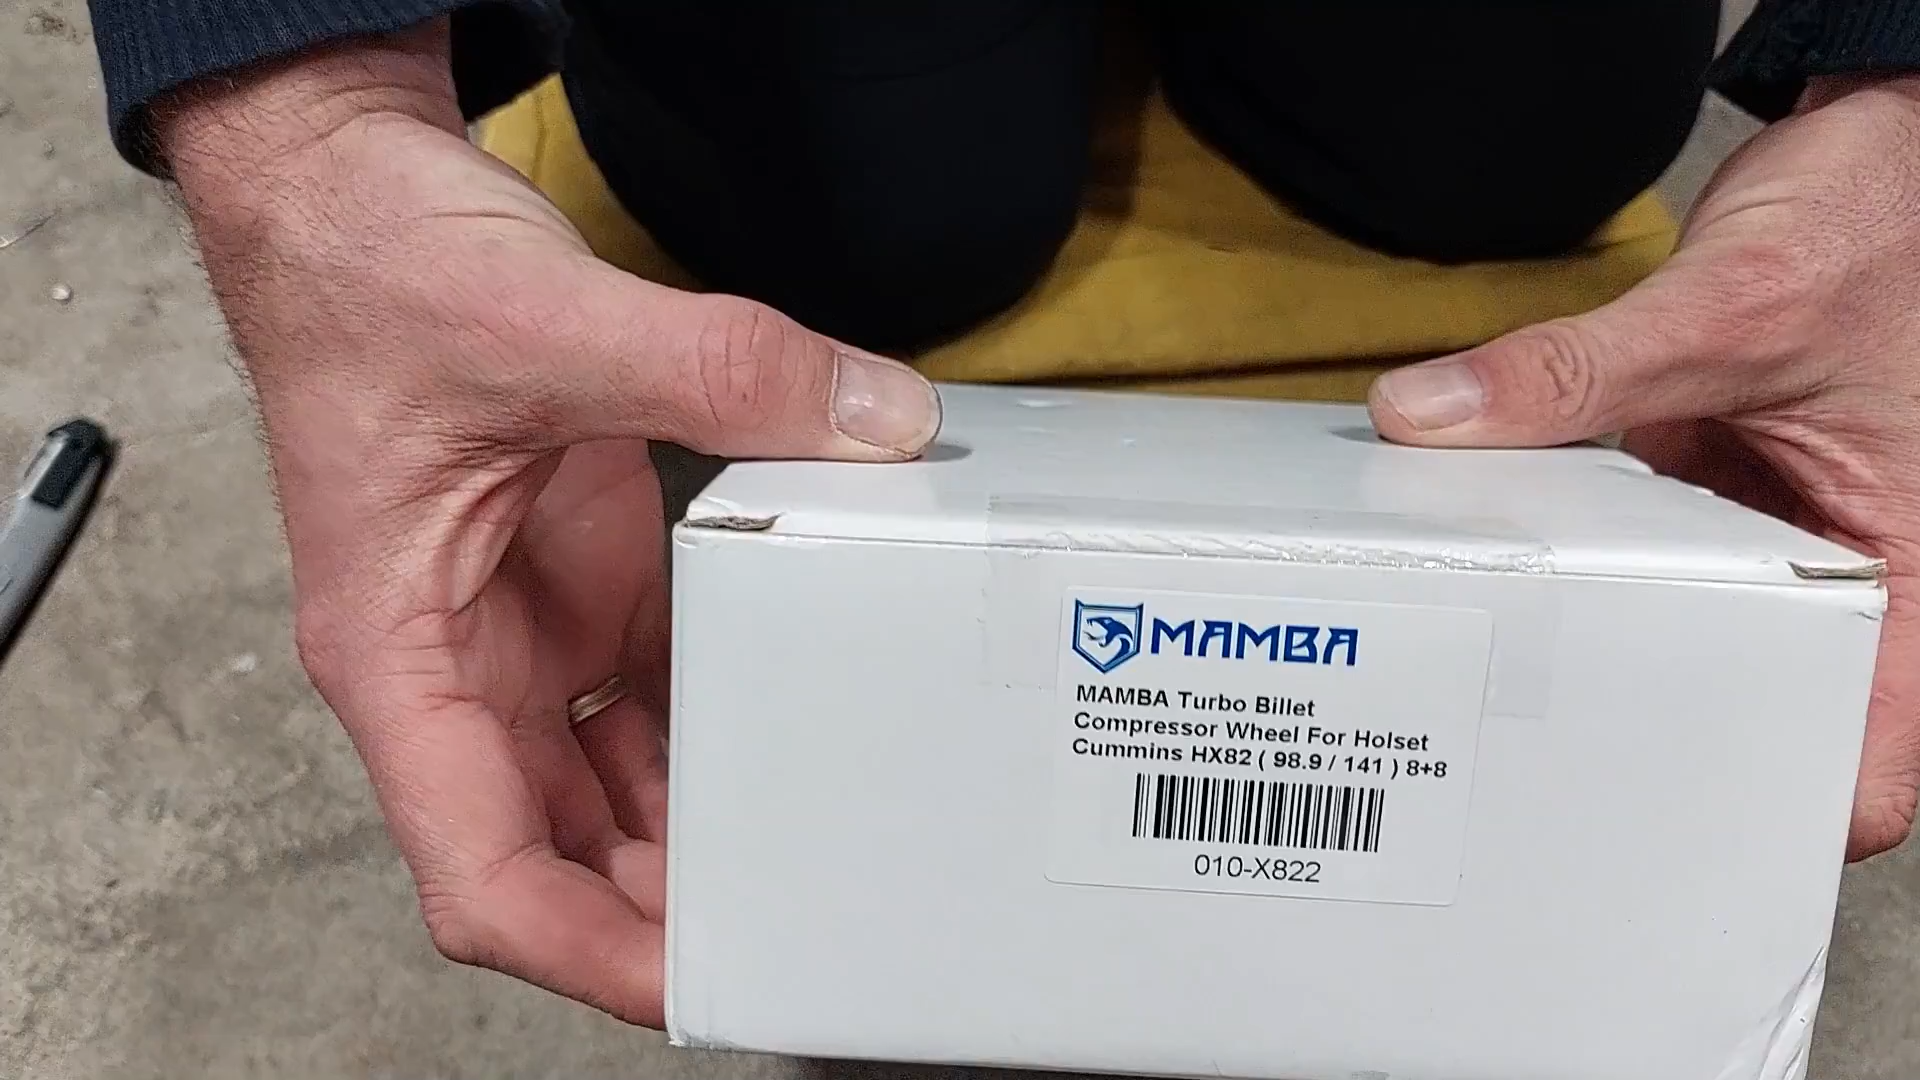 MAMBA
MAMBA Turbo Billet
Compressor Wheel For Holset
Cummins HX82 ( 98.9 / 141 ) 8+8
010-X822